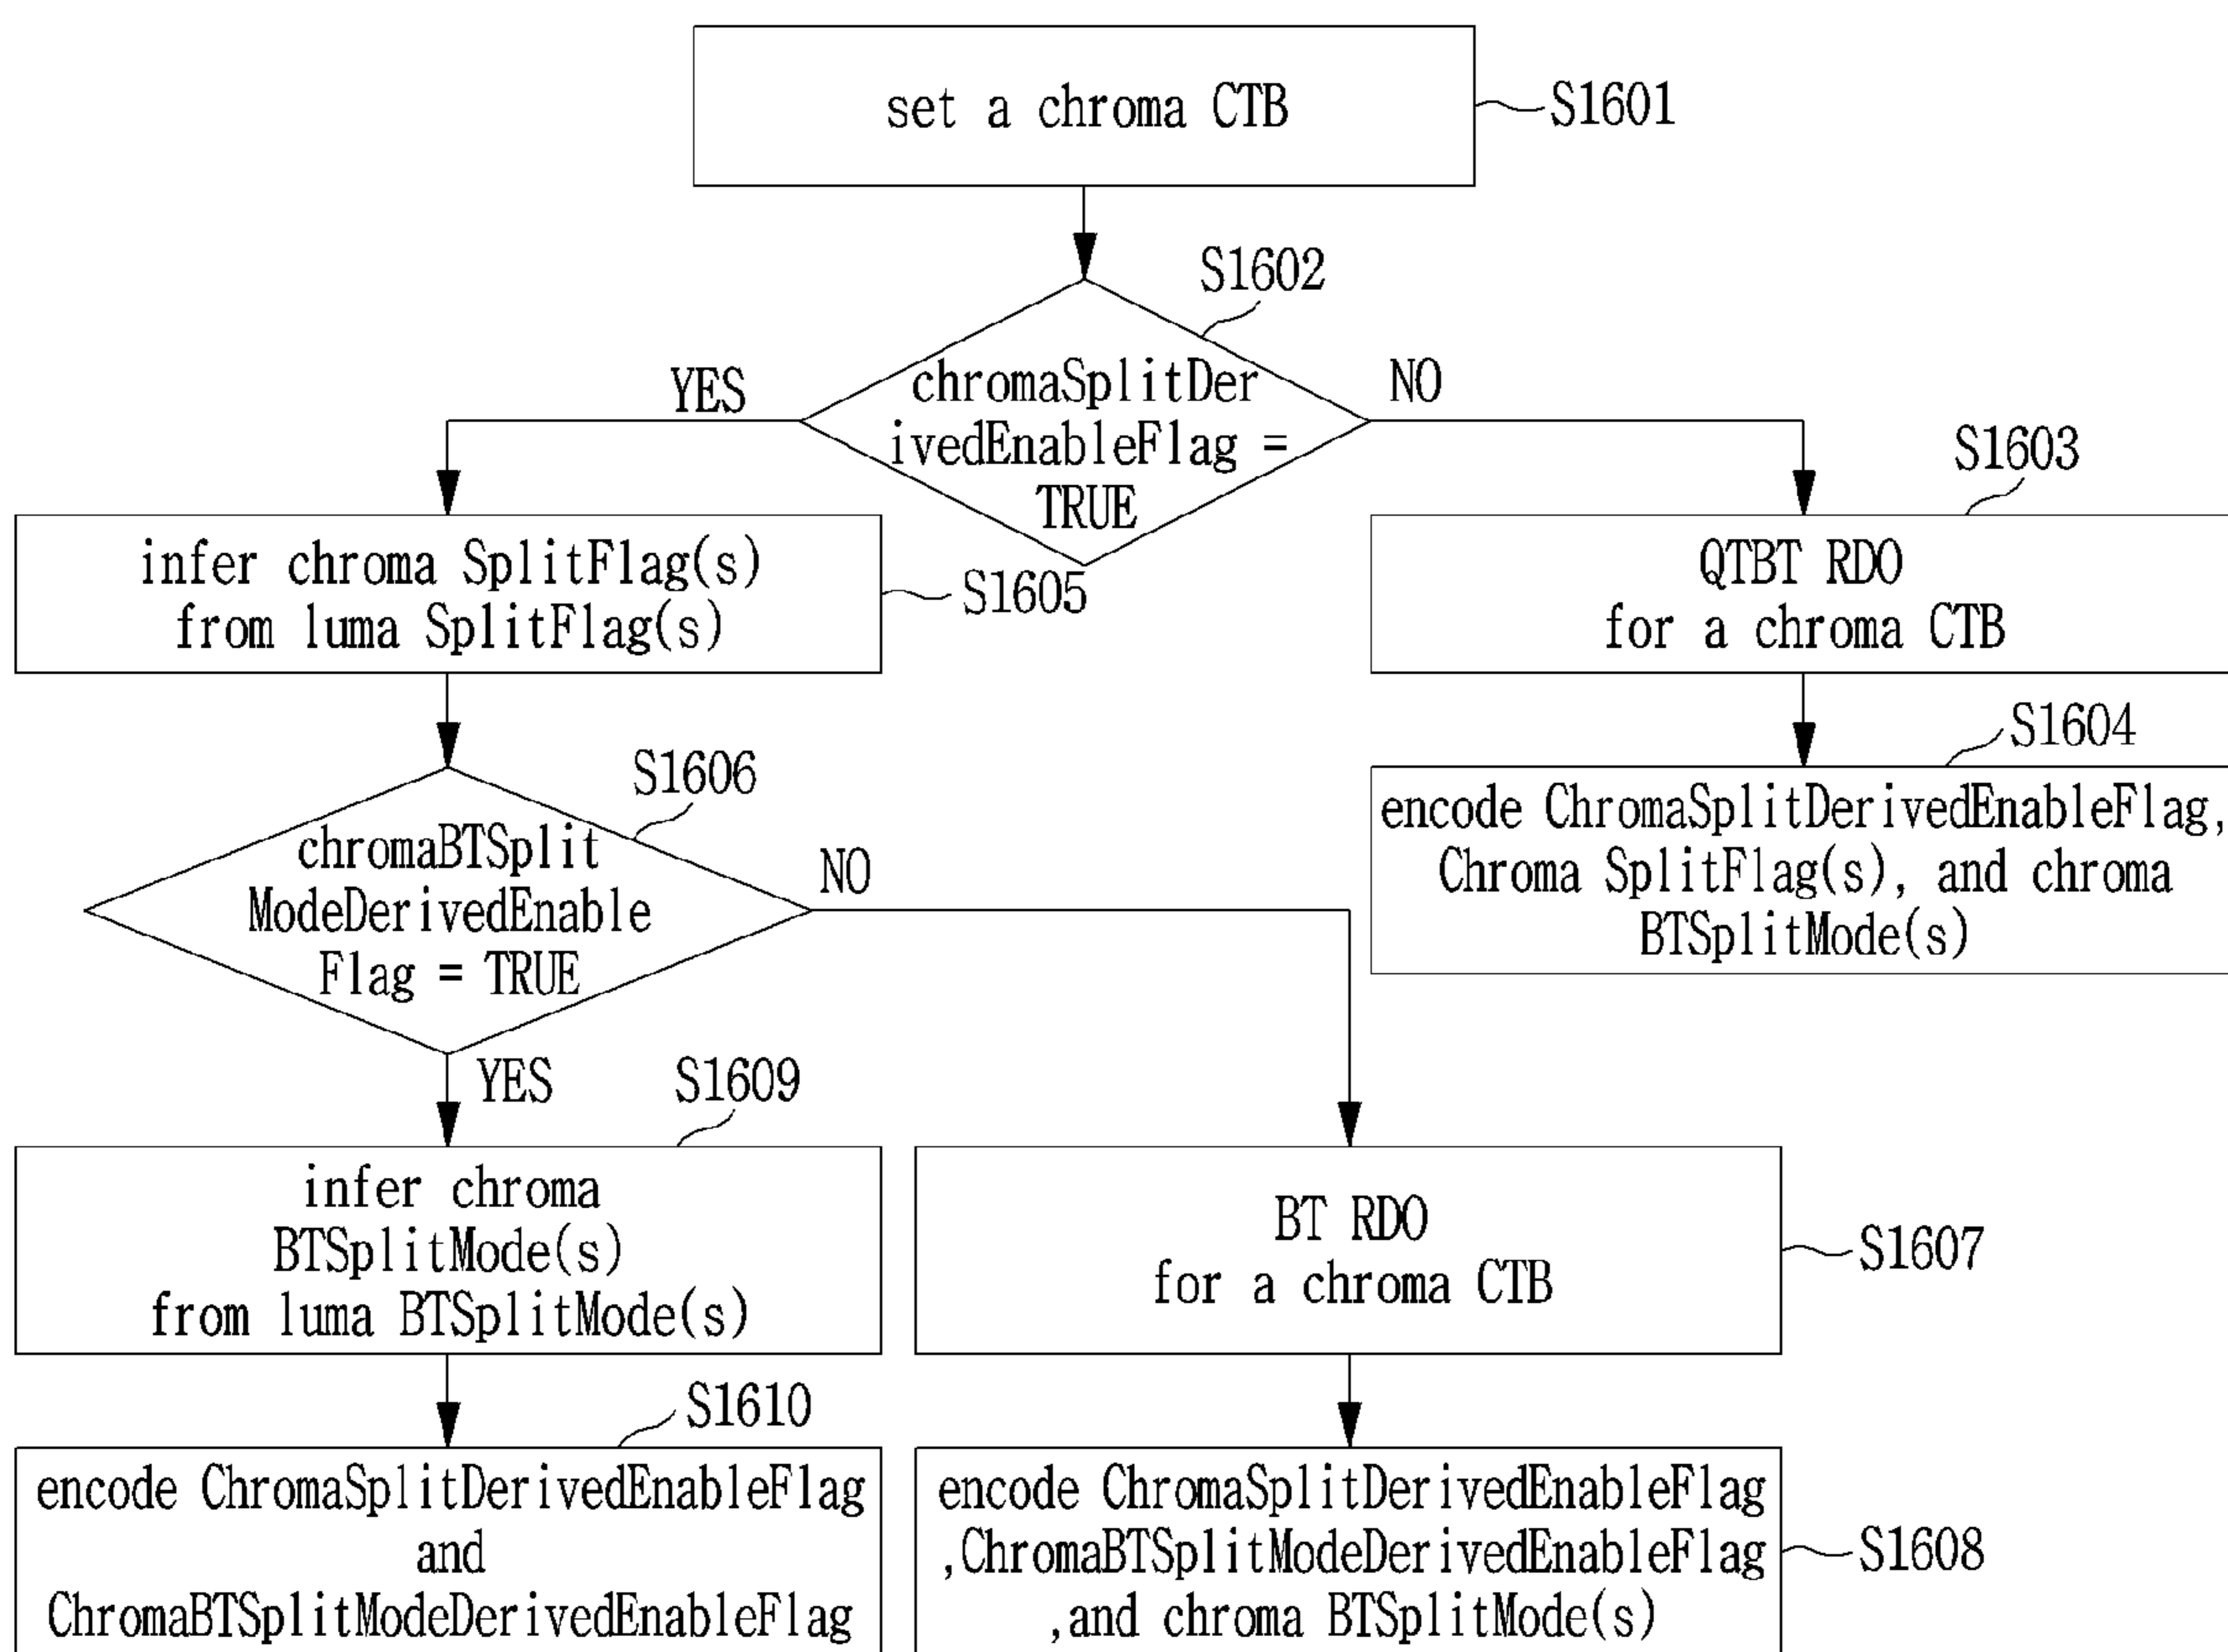 set a chroma CTB
S1601
S1602
chromaSplitDer
ivedEnableFlag =
TRUE
YES
NO
S1603
infer chroma SplitFlag(s)
from luma SplitFlag(s)
S1605
QTBT RDO
for a chroma CTB
S1604
encode ChromaSplitDerivedEnableFlag,
Chroma SplitFlag(s), and chroma
BTSplitMode(s)
S1606
chromaBTSplit
ModeDerivedEnable
Flag = TRUE
NO
YES
S1609
infer chroma
BTSplitMode(s)
from luma BTSplitMode(s)
BT RDO
for a chroma CTB
S1607
S1610
encode ChromaSplitDerivedEnableFlag
and
ChromaBTSplitModeDerivedEnableFlag
encode ChromaSplitDerivedEnableFlag
,ChromaBTSplitModeDerivedEnableFlag
,and chroma BTSplitMode(s)
S1608